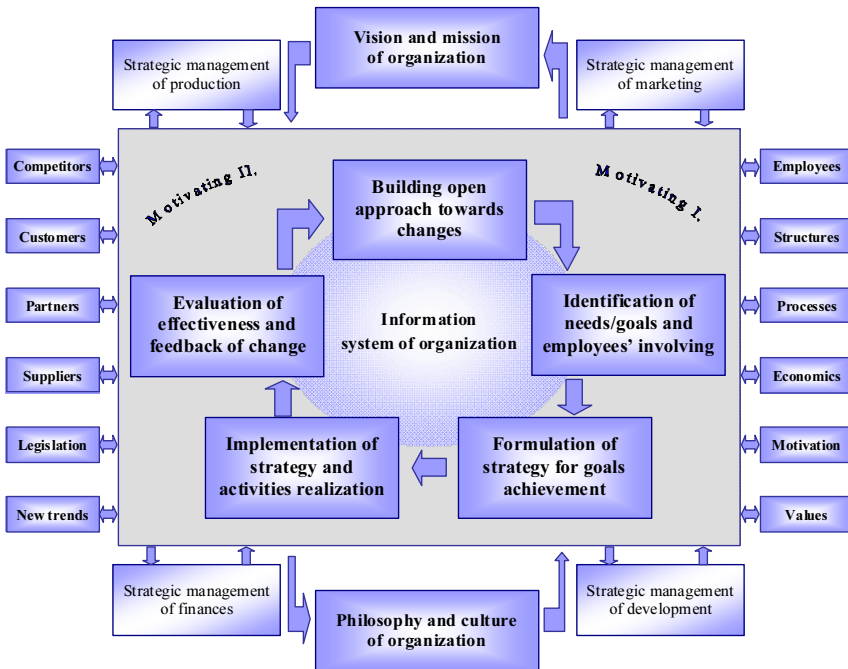 Vision and mission
of organization
Strategic management
of production
Strategic management
of marketing
Competitors
Customers
Partners
Suppliers
Legislation
New trends
Motivating II.
Motivating I.
Building open
approach towards
changes
Evaluation of
effectiveness and
feedback of change
Information
system of organization
Identification of
needs/goals and
employees’ involving
Implementation of
strategy and
activities realization
Formulation of
strategy for goals
achievement
Employees
Structures
Processes
Economics
Motivation
Values
Strategic management
of finances
Philosophy and culture
of organization
Strategic management
of development